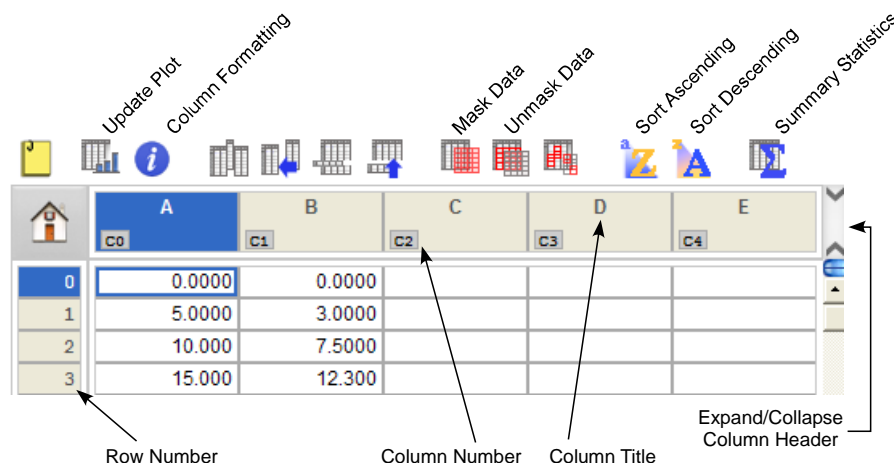 Update Plot
Column Formatting
Mask Data
Unmask Data
Sort Ascending
Sort Descending
Summary Statistics
A B C D E
C0 C1 C2 C3 C4
0 0.0000 0.0000
1 5.0000 3.0000
2 10.000 7.5000
3 15.000 12.300
Expand/Collapse
Column Header
Row Number Column Number Column Title